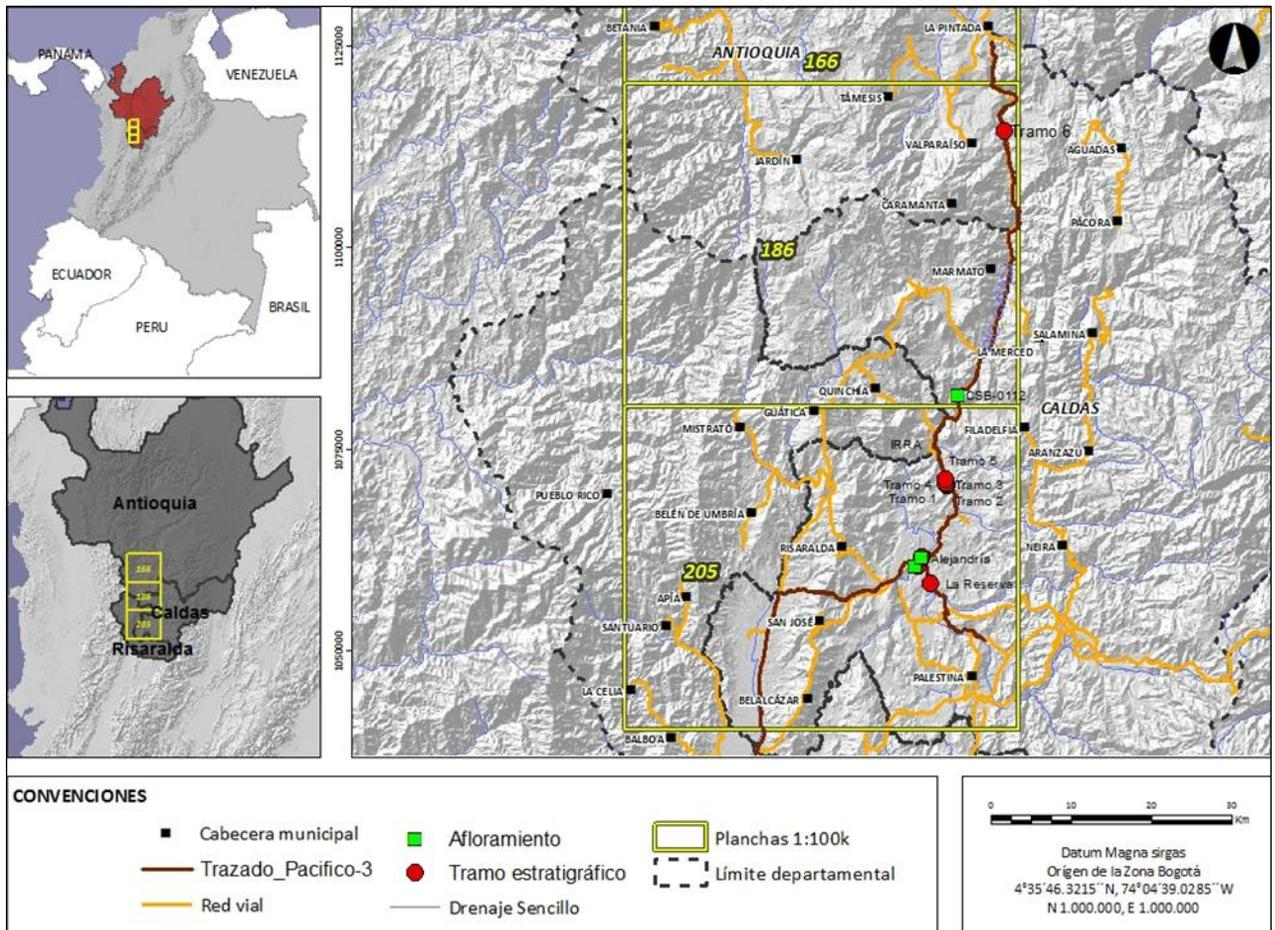 PANAMA
VENEZUELA
ECUADOR
PERU
BRASIL
Antioquia
166
186
Caldas
205
Risaralda
1125000
1100000
1075000
1050000
BETANIA
ANTIOQUIA
166
LA PINTADA
TÁMESIS
Tramo 6
VALPARAÍSO
AGUADAS
JARDÍN
CARAMANTA
PÁCORA
186
MARMATO
SALAMINA
LA MERCED
QUINCHÍA
CSB-0112
GUÁTICA
CALDAS
MISTRATÓ
FILADELFIA
IRRA
ARANZAZU
Tramo 5
Tramo 4
Tramo 3
Tramo 1
Tramo 2
PUEBLO RICO
BELÉN DE UMBRÍA
RISARALDA
NEIRA
Alejandría
205
La Reserva
APÍA
SANTUARIO
SAN JOSÉ
PALESTINA
LA CELIA
BELALCÁZAR
BALBOA
CONVENCIONES
Cabecera municipal
Afloramiento
Planchas 1:100k
Trazado_Pacifico-3
Tramo estratigráfico
Límite departamental
Red vial
Drenaje Sencillo
0 10 20 30
Km
Datum Magna sirgas
Orígen de la Zona Bogotá
4°35´46.3215´´N, 74°04´39.0285´´W
N 1.000.000, E 1.000.000